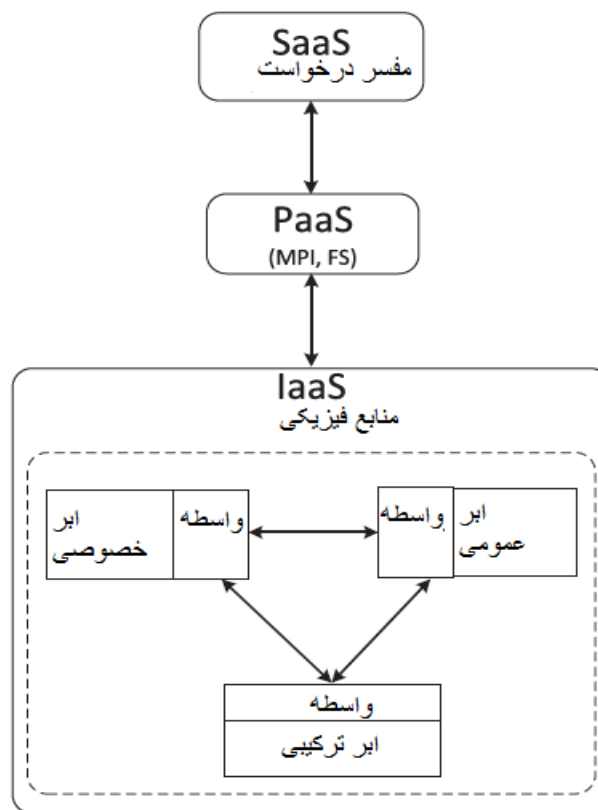 SaaS
مفسر درخواست
PaaS
(MPI, FS)
IaaS
منابع فیزیکی
ابر
خصوصی
واسطه
واسطه
ابر
عمومی
واسطه
ابر ترکیبی